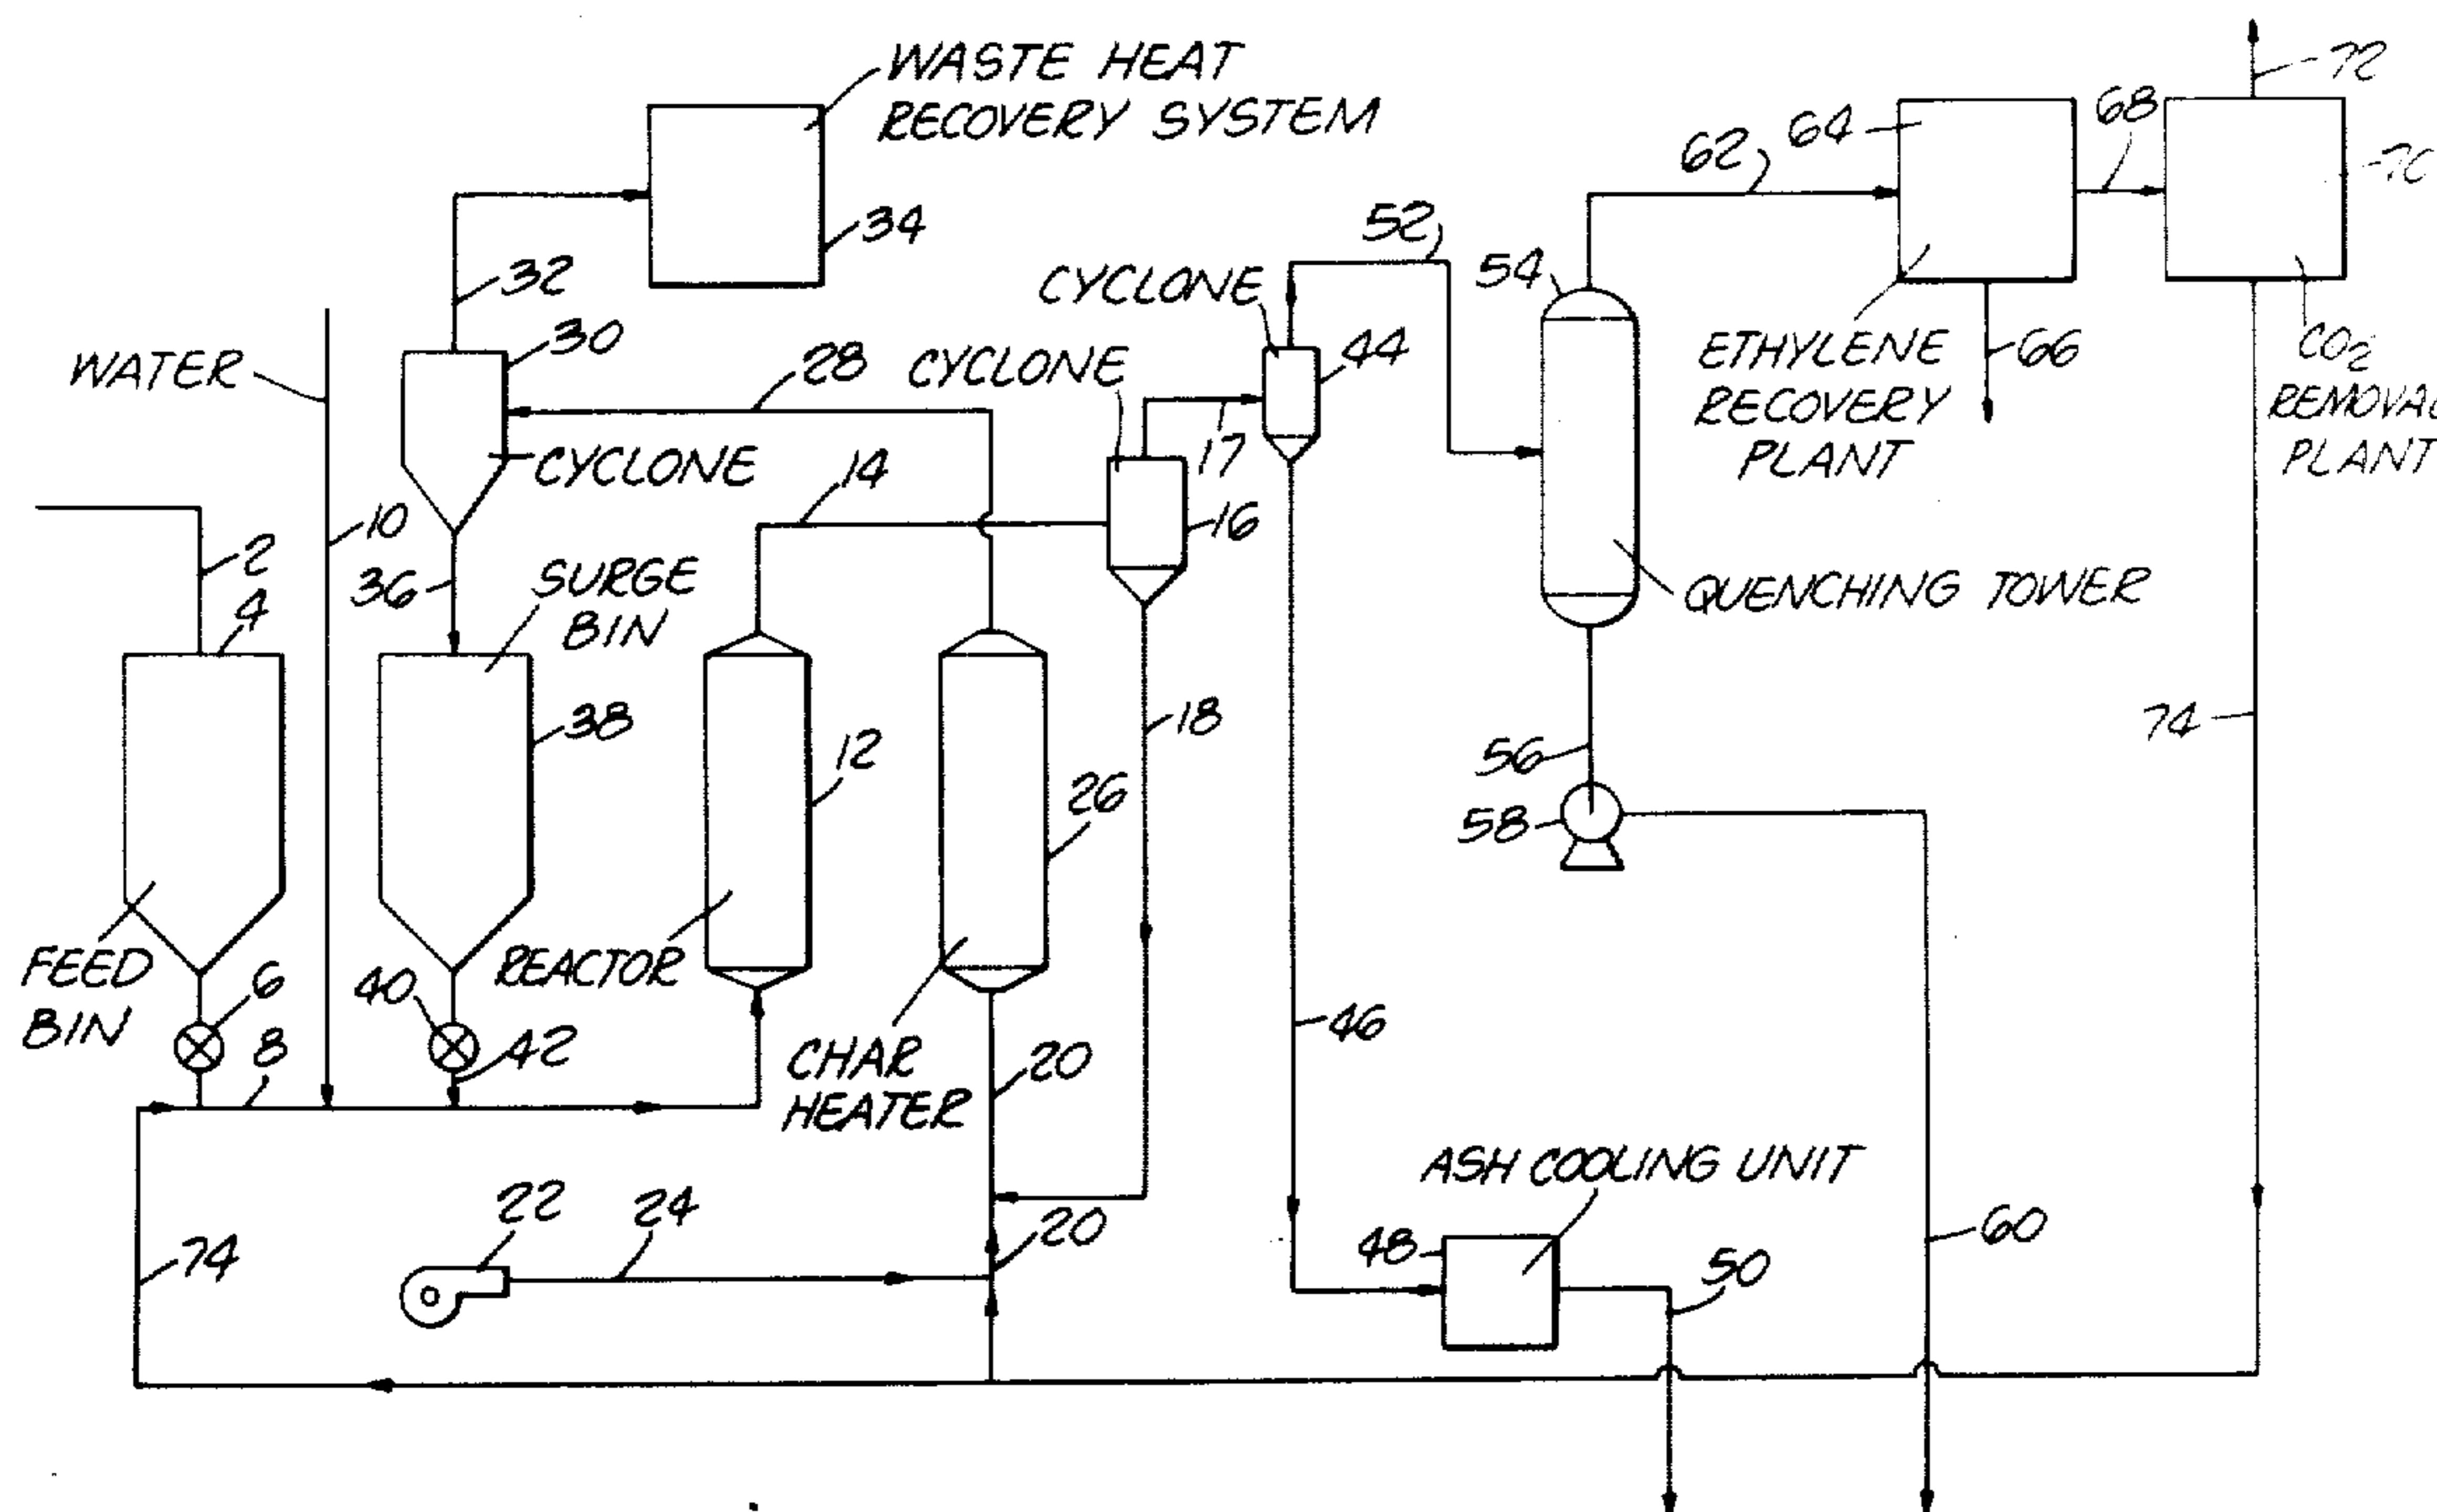 WASTE HEAT
RECOVERY SYSTEM
34
32
30
WATER
28
CYCLONE
CYCLONE
CYCLONE
17
44
52
54
62
64
68
72
70
ETHYLENE
RECOVERY
PLANT
66
CO2
REMOVAL
PLANT
2
4
10
36
SURGE
BIN
14
16
QUENCHING TOWER
38
12
26
18
56
58
74
FEED
BIN
6
8
40
42
REACTOR
CHAR
HEATER
20
46
ASH COOLING UNIT
74
22
24
20
48
50
60